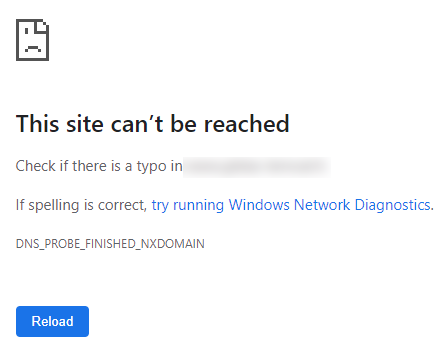 This site can’t be reached
Check if there is a typo in
If spelling is correct, try running Windows Network Diagnostics.
DNS_PROBE_FINISHED_NXDOMAIN
Reload